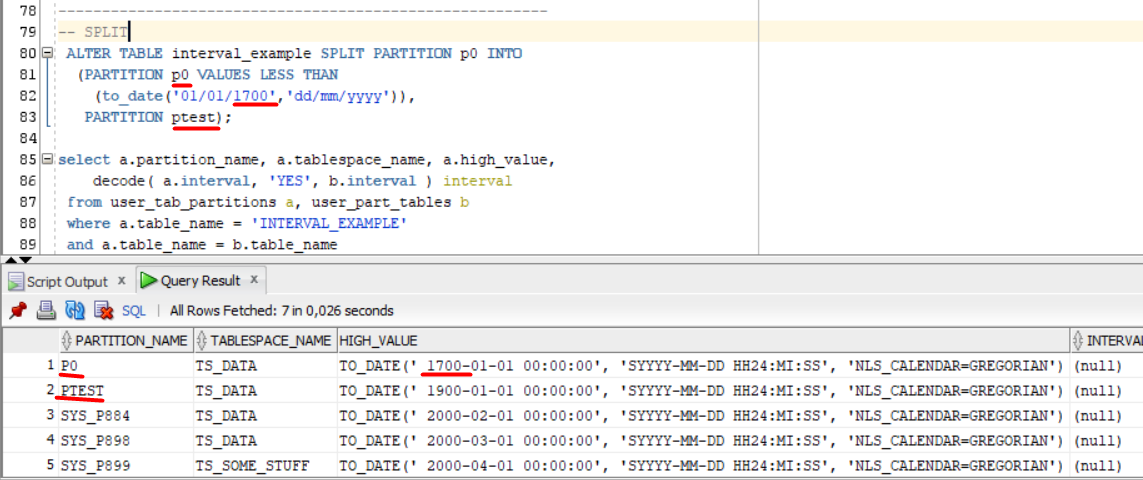 78 ------------------------------------------------------------
79 -- SPLIT
80 ALTER TABLE interval_example SPLIT PARTITION p0 INTO
81 (PARTITION p0 VALUES LESS THAN
82 (to_date('01/01/1700','dd/mm/yyyy')),
83 PARTITION ptest);
84
85 select a.partition_name, a.tablespace_name, a.high_value,
86 decode( a.interval, 'YES', b.interval ) interval
87 from user_tab_partitions a, user_part_tables b
88 where a.table_name = 'INTERVAL_EXAMPLE'
89 and a.table_name = b.table_name
Script Output x Query Result x
SQL | All Rows Fetched: 7 in 0,026 seconds
PARTITION_NAME TABLESPACE_NAME HIGH_VALUE INTERVAL
1 P0 TS_DATA TO_DATE(' 1700-01-01 00:00:00', 'SYYYY-MM-DD HH24:MI:SS', 'NLS_CALENDAR=GREGORIAN') (null)
2 PTEST TS_DATA TO_DATE(' 1900-01-01 00:00:00', 'SYYYY-MM-DD HH24:MI:SS', 'NLS_CALENDAR=GREGORIAN') (null)
3 SYS_P884 TS_DATA TO_DATE(' 2000-02-01 00:00:00', 'SYYYY-MM-DD HH24:MI:SS', 'NLS_CALENDAR=GREGORIAN') (null)
4 SYS_P898 TS_DATA TO_DATE(' 2000-03-01 00:00:00', 'SYYYY-MM-DD HH24:MI:SS', 'NLS_CALENDAR=GREGORIAN') (null)
5 SYS_P899 TS_SOME_STUFF TO_DATE(' 2000-04-01 00:00:00', 'SYYYY-MM-DD HH24:MI:SS', 'NLS_CALENDAR=GREGORIAN') (null)